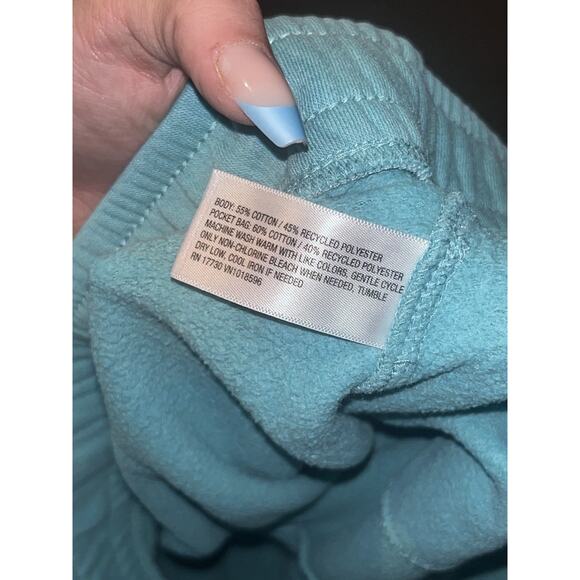 BODY: 55% COTTON / 45% RECYCLED POLYESTER
POCKET BAG: 60% COTTON / 40% RECYCLED POLYESTER
MACHINE WASH WARM WITH LIKE COLORS, GENTLE CYCLE
ONLY NON-CHLORINE BLEACH WHEN NEEDED, TUMBLE
DRY LOW, COOL IRON IF NEEDED
RN 17730 VN1018596